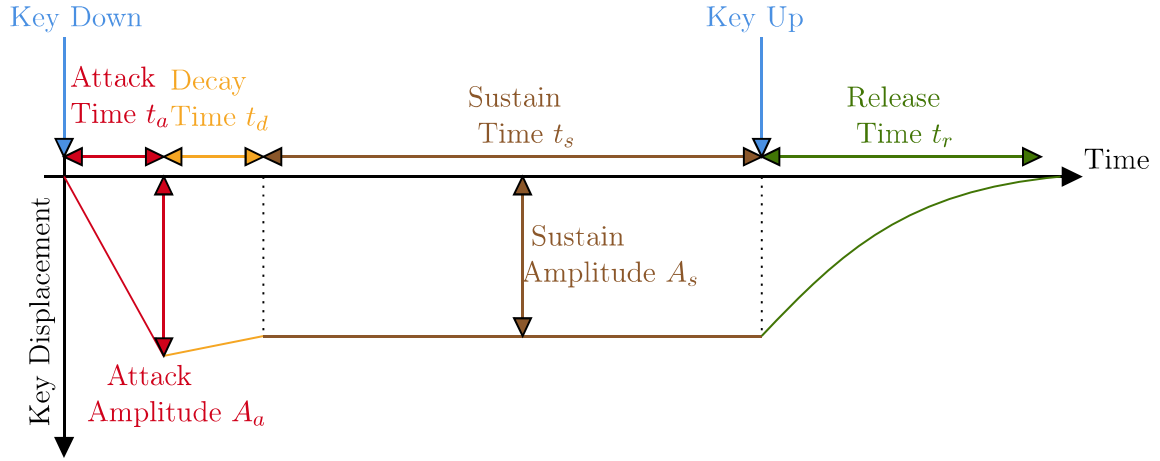 Key Down
Key Up
Attack
Time t_a
Decay
Time t_d
Sustain
Time t_s
Release
Time t_r
Time
Key Displacement
Sustain
Amplitude A_s
Attack
Amplitude A_a